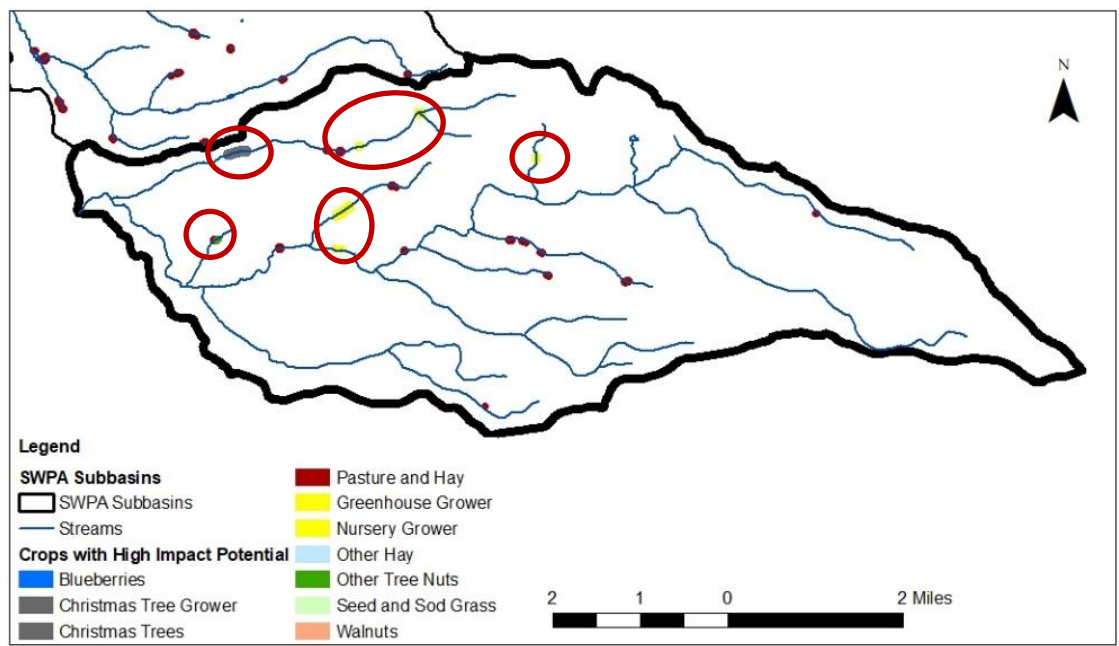 N
Legend
SWPA Subbasins
SWPA Subbasins
Streams
Crops with High Impact Potential
Blueberries
Christmas Tree Grower
Christmas Trees
Pasture and Hay
Greenhouse Grower
Nursery Grower
Other Hay
Other Tree Nuts
Seed and Sod Grass
Walnuts
2 1 0 2 Miles